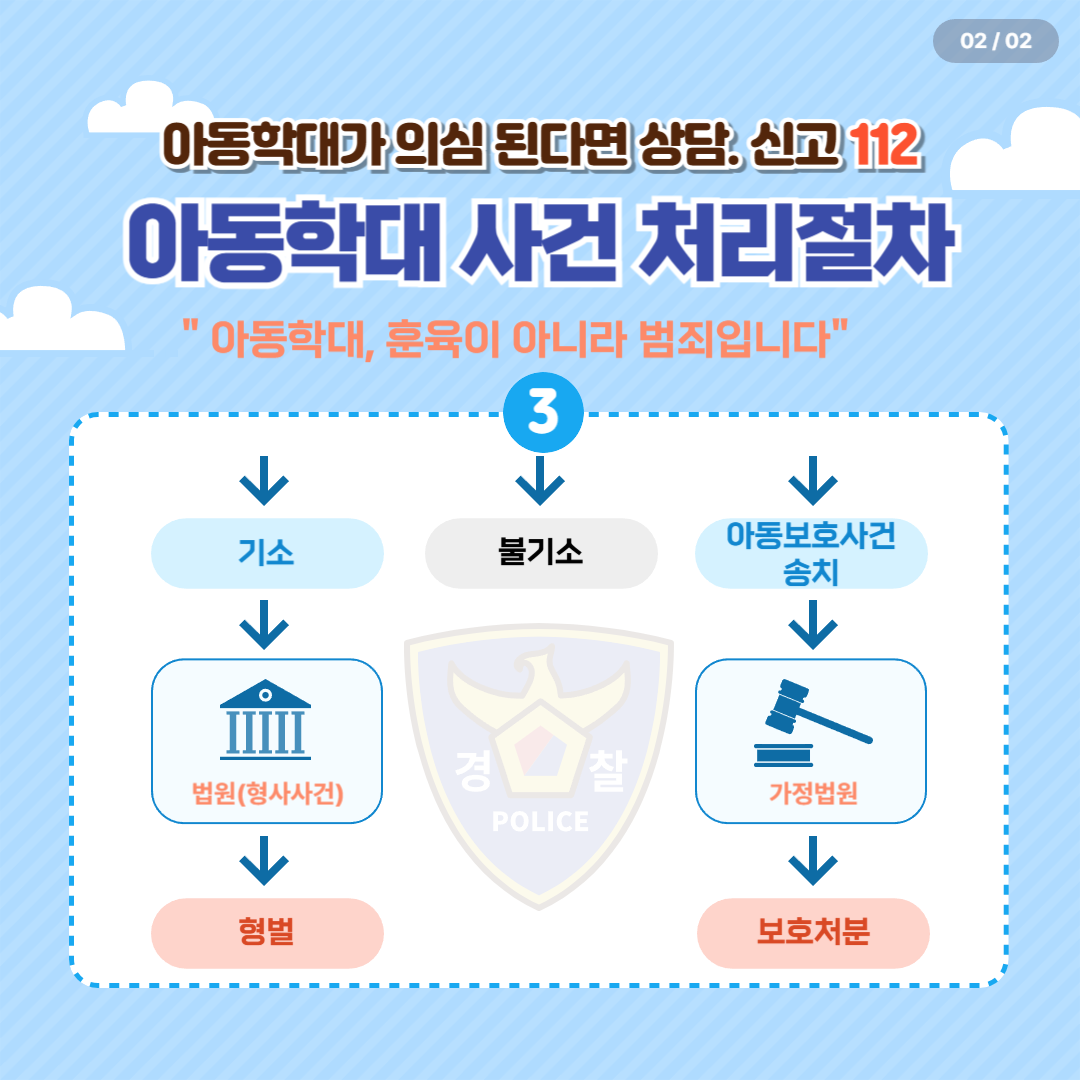 02 / 02
아동학대가 의심 된다면 상담. 신고 112
아동학대 사건 처리절차
" 아동학대, 훈육이 아니라 범죄입니다"
3
기소
불기소
아동보호사건
송치
법원(형사사건)
가정법원
경 찰
POLICE
형벌
보호처분